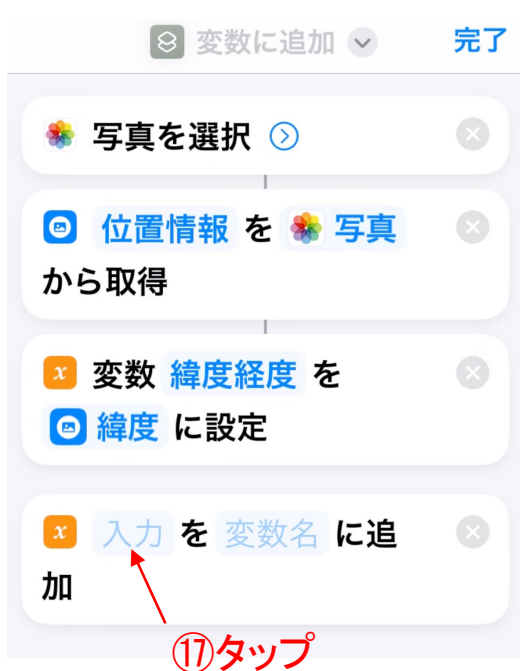 変数に追加 完了
写真を選択
位置情報 を 写真
から取得
x 変数 緯度経度 を
緯度 に設定
x 入力 を 変数名 に追
加
⑰タップ